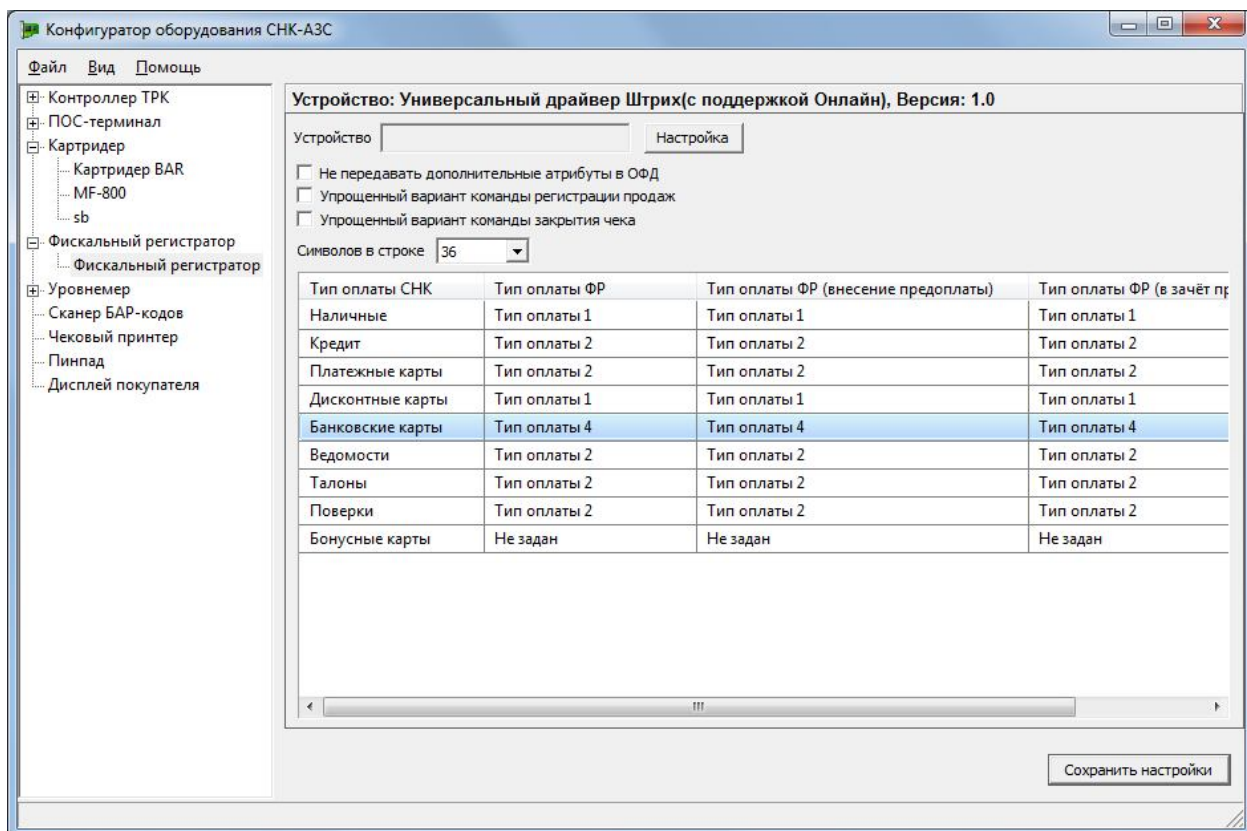 Конфигуратор оборудования СНК-АЗС
Файл Вид Помощь
Контроллер ТРК
ПОС-терминал
Картридер
Картридер BAR
MF-800
sb
Фискальный регистратор
Фискальный регистратор
Уровнемер
Сканер БАР-кодов
Чековый принтер
Пинпад
Дисплей покупателя
Устройство: Универсальный драйвер Штрих(с поддержкой Онлайн), Версия: 1.0
Устройство Настройка
Не передавать дополнительные атрибуты в ОФД
Упрощенный вариант команды регистрации продаж
Упрощенный вариант команды закрытия чека
Символов в строке 36
Тип оплаты СНК Тип оплаты ФР Тип оплаты ФР (внесение предоплаты) Тип оплаты ФР (в зачёт пр
Наличные Тип оплаты 1 Тип оплаты 1 Тип оплаты 1
Кредит Тип оплаты 2 Тип оплаты 2 Тип оплаты 2
Платежные карты Тип оплаты 2 Тип оплаты 2 Тип оплаты 2
Дисконтные карты Тип оплаты 1 Тип оплаты 1 Тип оплаты 1
Банковские карты Тип оплаты 4 Тип оплаты 4 Тип оплаты 4
Ведомости Тип оплаты 2 Тип оплаты 2 Тип оплаты 2
Талоны Тип оплаты 2 Тип оплаты 2 Тип оплаты 2
Поверки Тип оплаты 2 Тип оплаты 2 Тип оплаты 2
Бонусные карты Не задан Не задан Не задан
Сохранить настройки